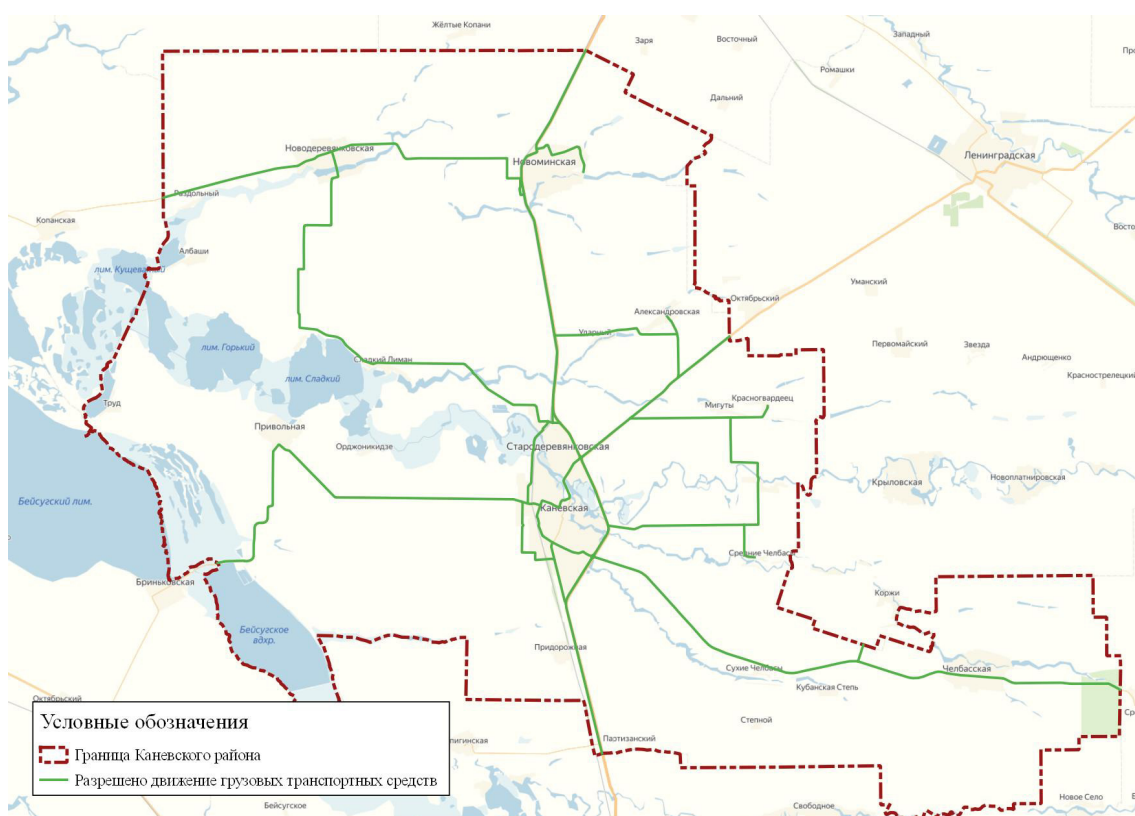 Жёлтые Копани
Заря
Восточный
Западный
Ромашки
Дальний
Ленинградская
Новодеревянковская
Новоминская
Раздольный
Копанская
Албаши
лим. Кущеватый
Октябрьский
Уманский
Александровская
Ударный
лим. Горький
Первомайский
Звезда
Андрющенко
Сладкий Лиман
лим. Сладкий
Красногвардеец
Мигуты
Труд
Привольная
Орджоникидзе
Стародеревянковская
Крыловская
Новоплатнировская
Бейсугский лим.
Каневская
Средние Челбасы
Бриньковская
Коржи
Бейсугское
вдхр.
Придорожная
Сухие Челбасы
Челбасская
Кубанская Степь
Октябрьский
Степной
Партизанский
Бейсугское
Свободное
Новое Село
Условные обозначения
Граница Каневского района
Разрешено движение грузовых транспортных средств